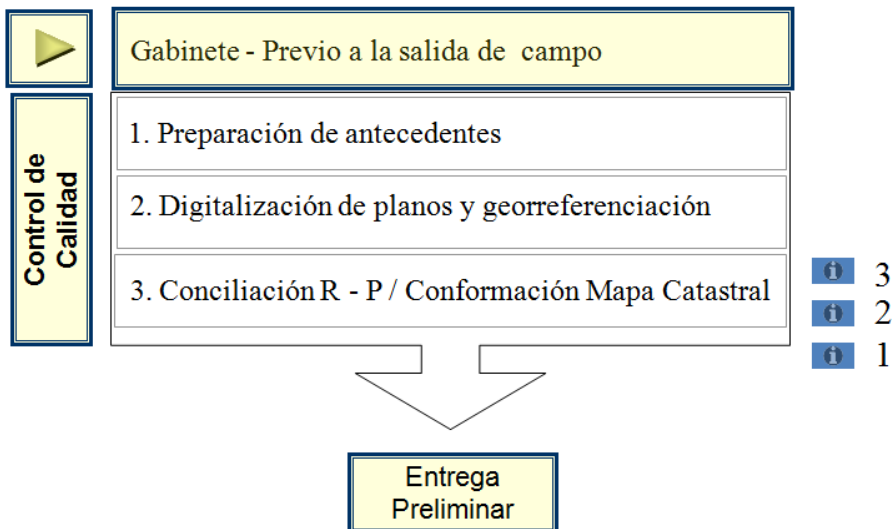 Gabinete - Previo a la salida de campo
Control de
Calidad
1. Preparación de antecedentes
2. Digitalización de planos y georreferenciación
3. Conciliación R - P / Conformación Mapa Catastral
3
2
1
Entrega
Preliminar